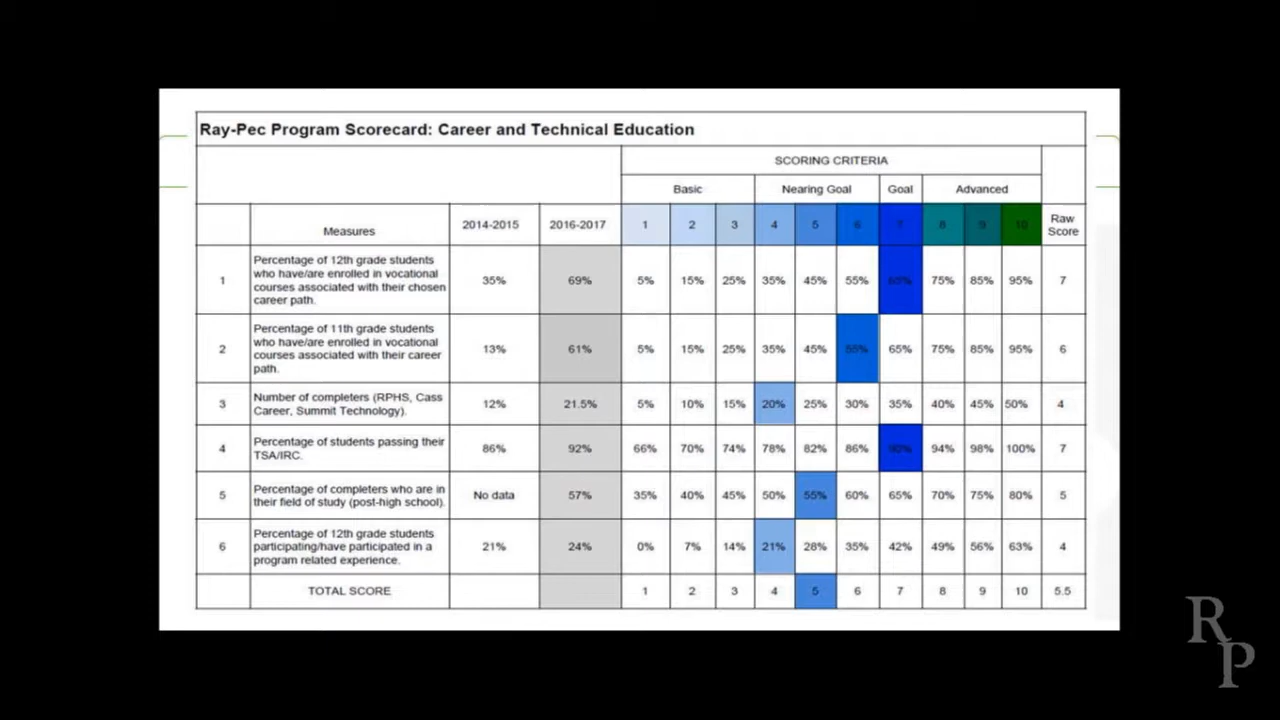 Ray-Pec Program Scorecard: Career and Technical Education
SCORING CRITERIA
Basic Nearing Goal Goal Advanced
Measures 2014-2015 2016-2017 1 2 3 4 5 6 7 8 9 10 Raw Score
1 Percentage of 12th grade students who have/are enrolled in vocational courses associated with their chosen career path. 35% 69% 5% 15% 25% 35% 45% 55% 65% 75% 85% 95% 7
2 Percentage of 11th grade students who have/are enrolled in vocational courses associated with their career path. 13% 61% 5% 15% 25% 35% 45% 55% 65% 75% 85% 95% 6
3 Number of completers (RPHS, Cass Career, Summit Technology). 12% 21.5% 5% 10% 15% 20% 25% 30% 35% 40% 45% 50% 4
4 Percentage of students passing their TSA/IRC. 86% 92% 66% 70% 74% 78% 82% 86% 90% 94% 98% 100% 7
5 Percentage of completers who are in their field of study (post-high school). No data 57% 35% 40% 45% 50% 55% 60% 65% 70% 75% 80% 5
6 Percentage of 12th grade students participating/have participated in a program related experience. 21% 24% 0% 7% 14% 21% 28% 35% 42% 49% 56% 63% 4
TOTAL SCORE 1 2 3 4 5 6 7 8 9 10 5.5
RP